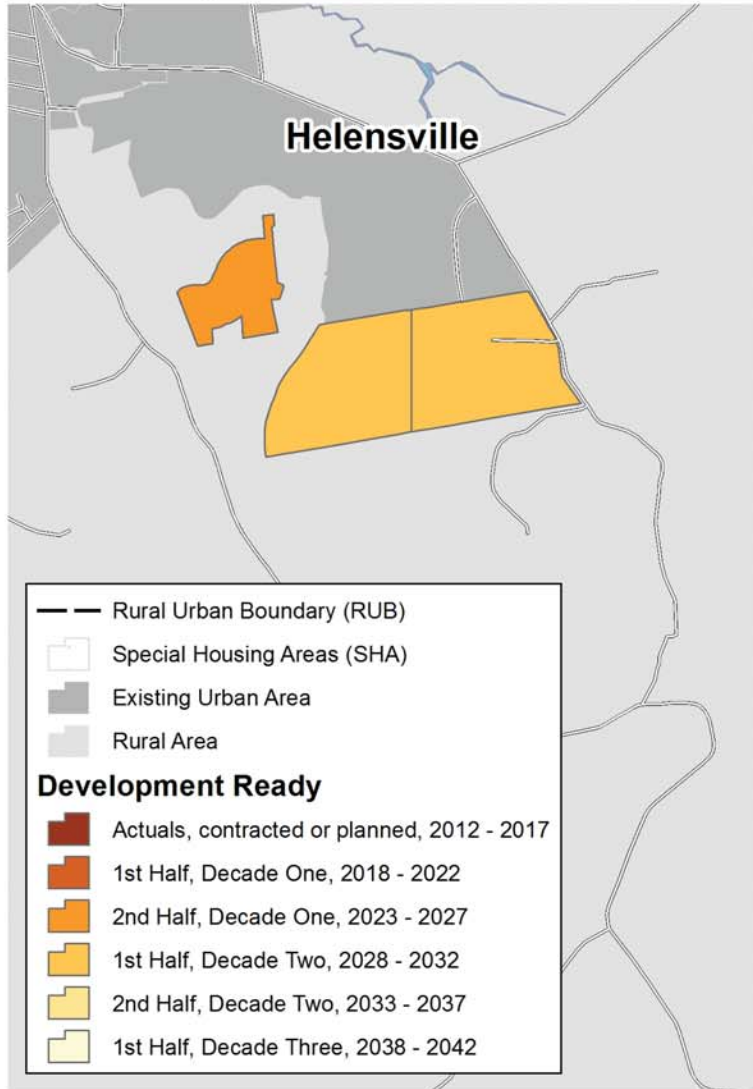 Helensville
Rural Urban Boundary (RUB)
Special Housing Areas (SHA)
Existing Urban Area
Rural Area
Development Ready
Actuals, contracted or planned, 2012 - 2017
1st Half, Decade One, 2018 - 2022
2nd Half, Decade One, 2023 - 2027
1st Half, Decade Two, 2028 - 2032
2nd Half, Decade Two, 2033 - 2037
1st Half, Decade Three, 2038 - 2042